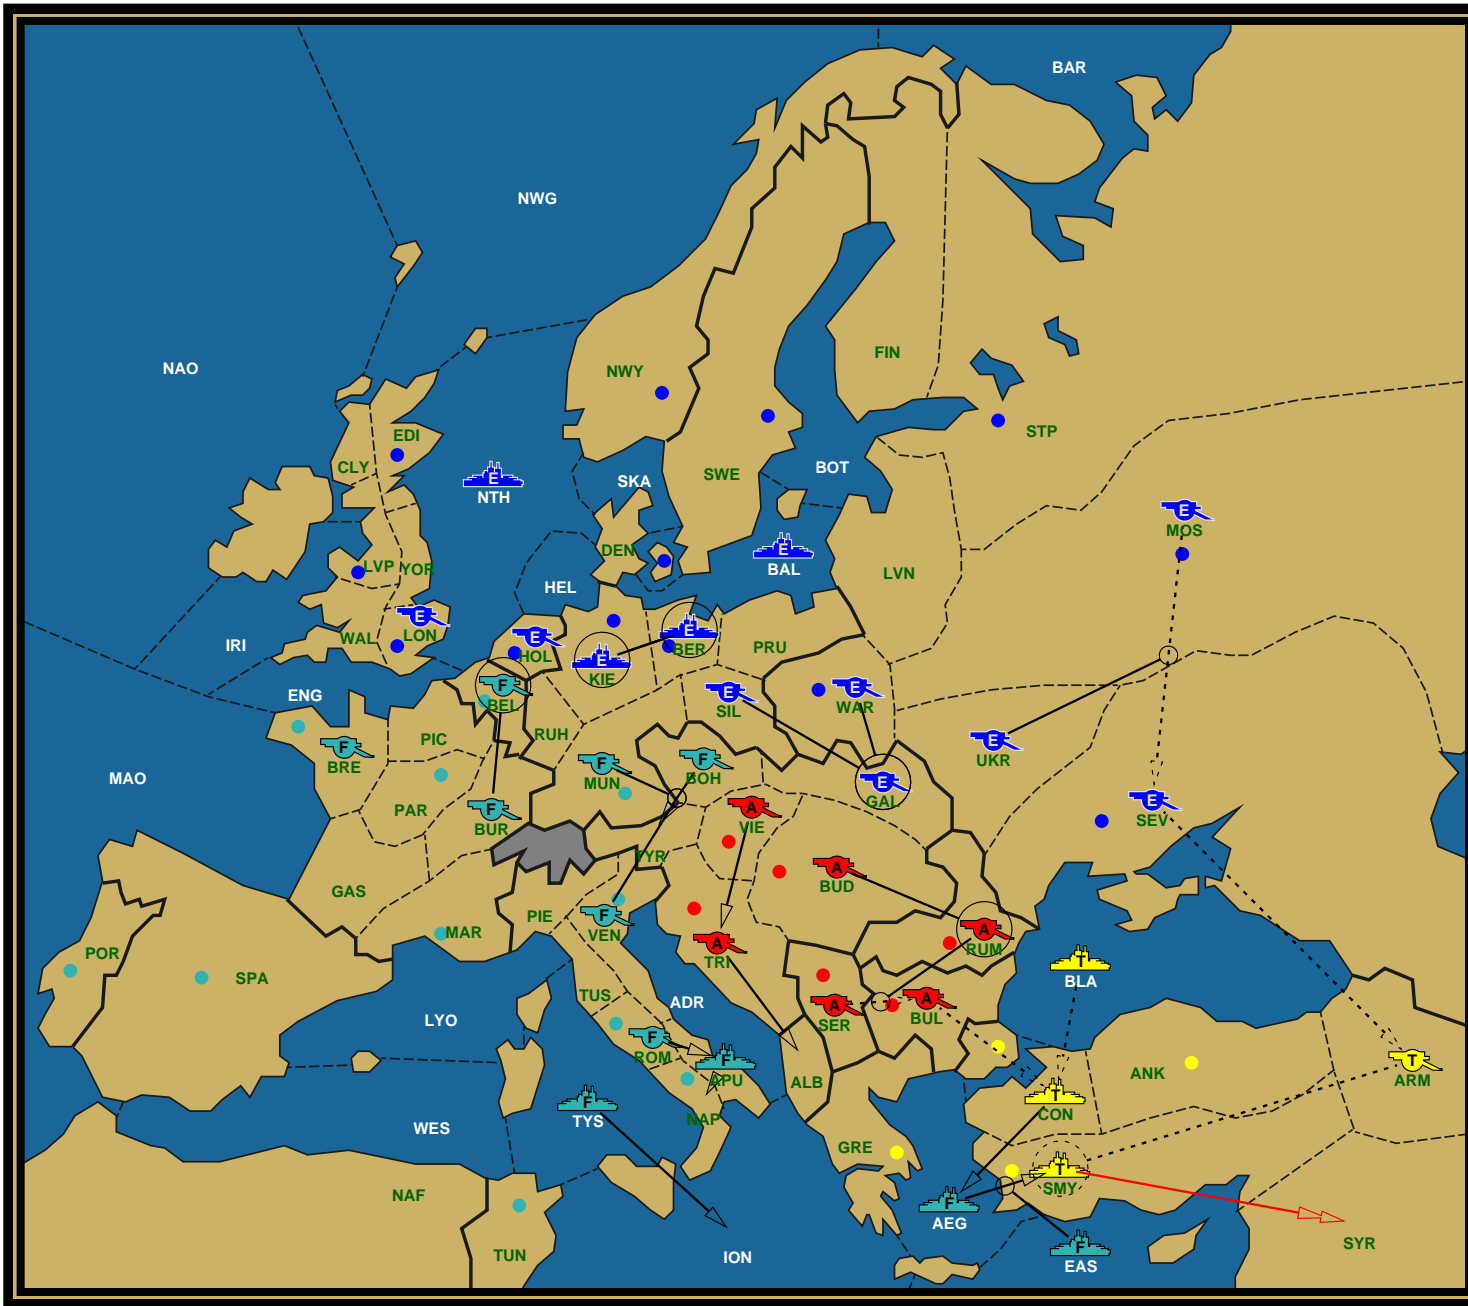 BAR
NWG
NAO
FIN
NWY
EDI
STP
CLY
SWE
BOT
SKA
E
NTH
E
MOS
DEN
E
BAL
LVP
YOR
LVN
HEL
E
LON
WAL
IRI
E
HOL
E
BER
PRU
E
KIE
ENG
F
BEL
E
SIL
E
WAR
RUH
PIC
F
BRE
E
UKR
F
MUN
F
BOH
MAO
E
GAL
PAR
F
BUR
A
VIE
E
SEV
TYR
A
BUD
GAS
PIE
F
VEN
MAR
A
TRI
A
RUM
POR
SPA
T
BLA
TUS
ADR
A
SER
A
BUL
LYO
F
ROM
F
APU
ALB
ANK
T
ARM
F
TYS
T
CON
NAP
WES
GRE
T
SMY
NAF
F
AEG
TUN
ION
F
EAS
SYR